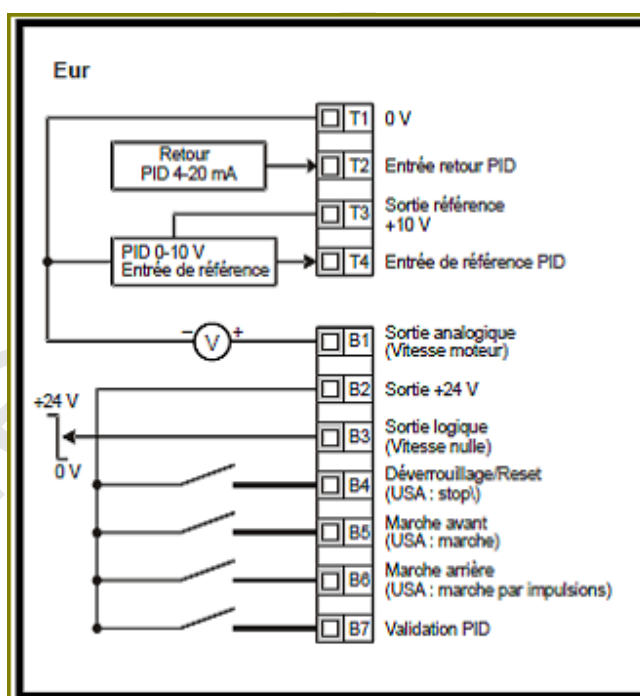 Eur
T1 0 V
Retour
PID 4-20 mA
T2 Entrée retour PID
T3 Sortie référence
+10 V
PID 0-10 V
Entrée de référence
T4 Entrée de référence PID
− V +
B1 Sortie analogique
(Vitesse moteur)
B2 Sortie +24 V
+24 V
0 V
B3 Sortie logique
(Vitesse nulle)
B4 Déverrouillage/Reset
(USA : stop\)
B5 Marche avant
(USA : marche)
B6 Marche arrière
(USA : marche par impulsions)
B7 Validation PID